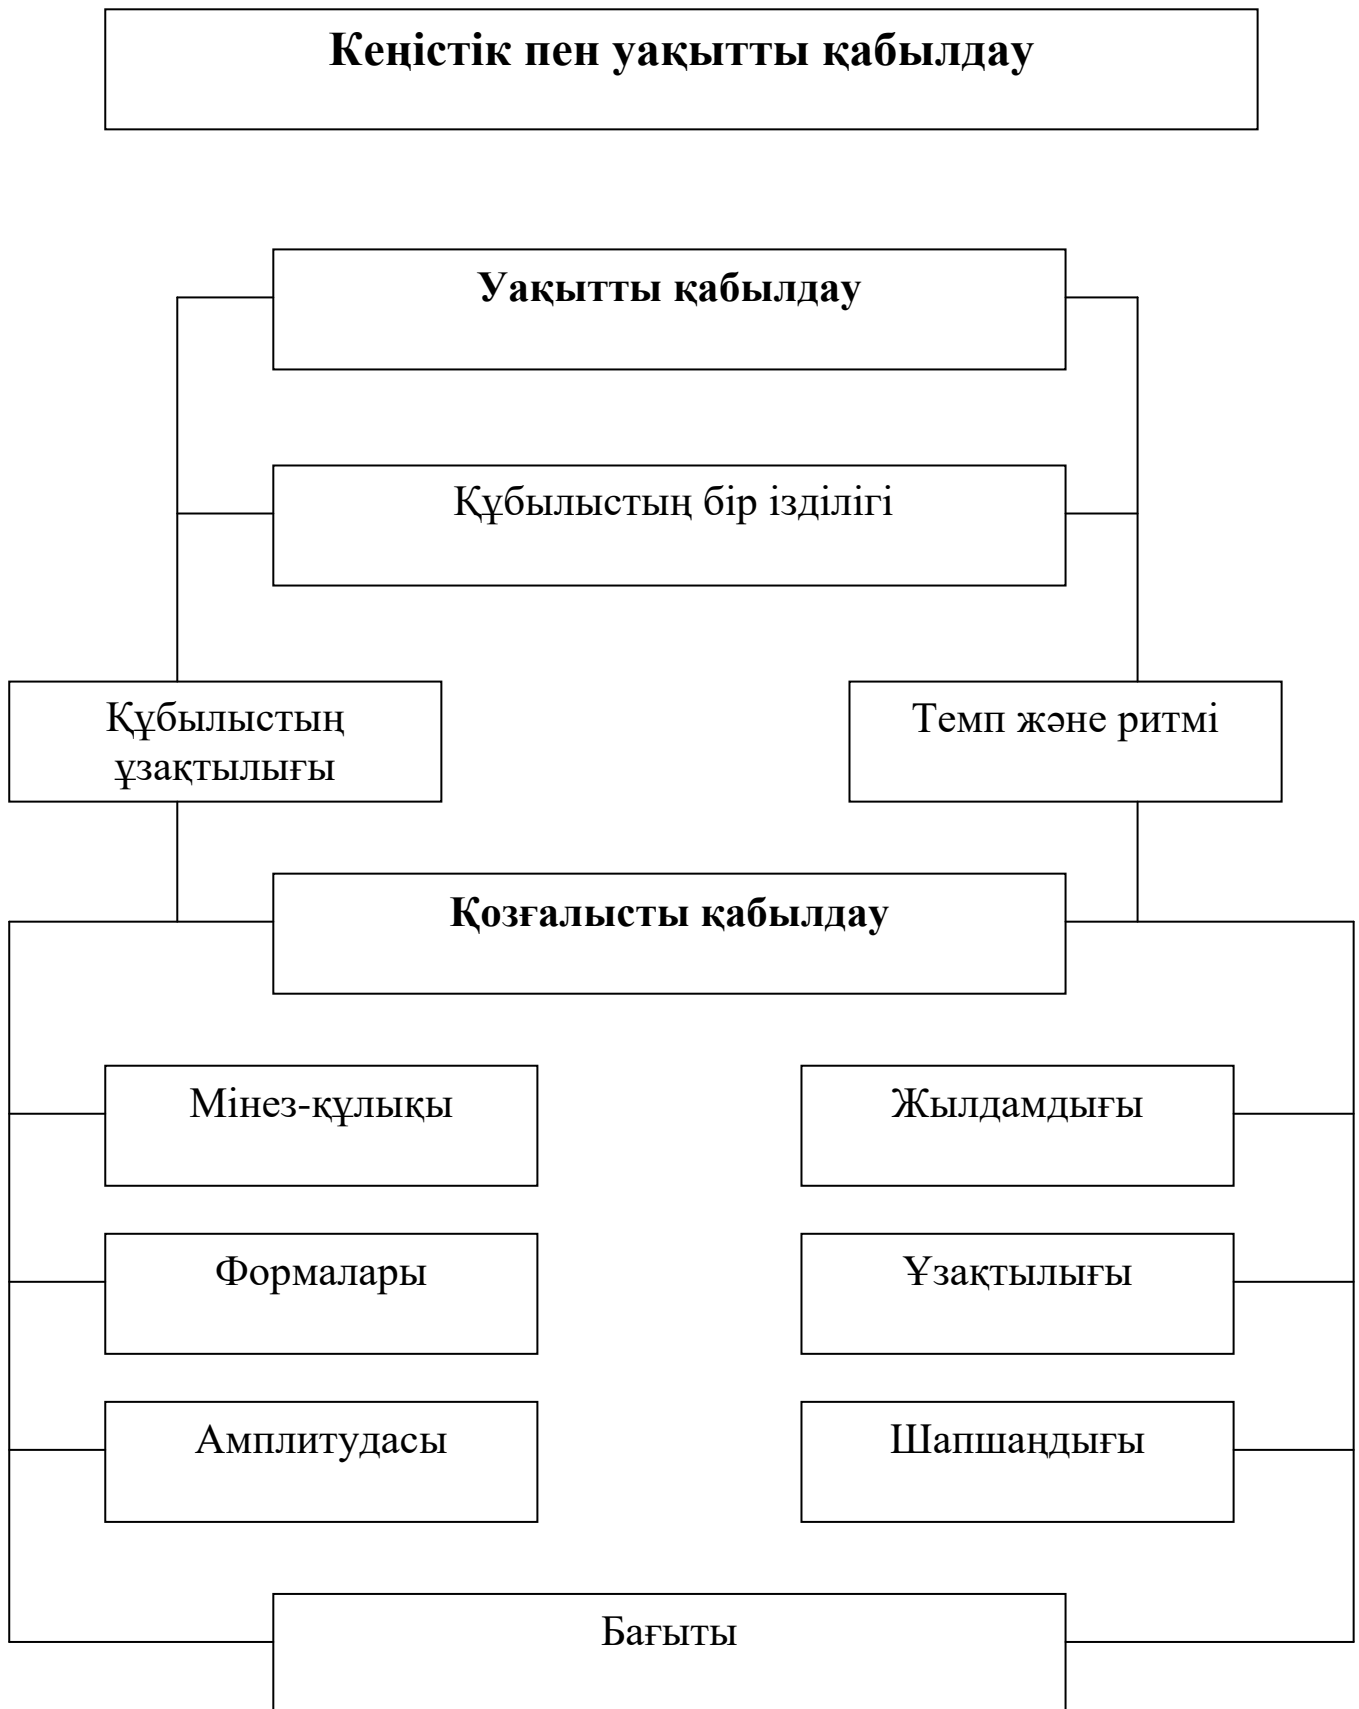 Кеңістік пен уақытты қабылдау
Уақытты қабылдау
Құбылыстың бір ізділігі
Құбылыстың
ұзақтылығы
Темп және ритмі
Қозғалысты қабылдау
Мінез-құлықы
Жылдамдығы
Формалары
Ұзақтылығы
Амплитудасы
Шапшаңдығы
Бағыты